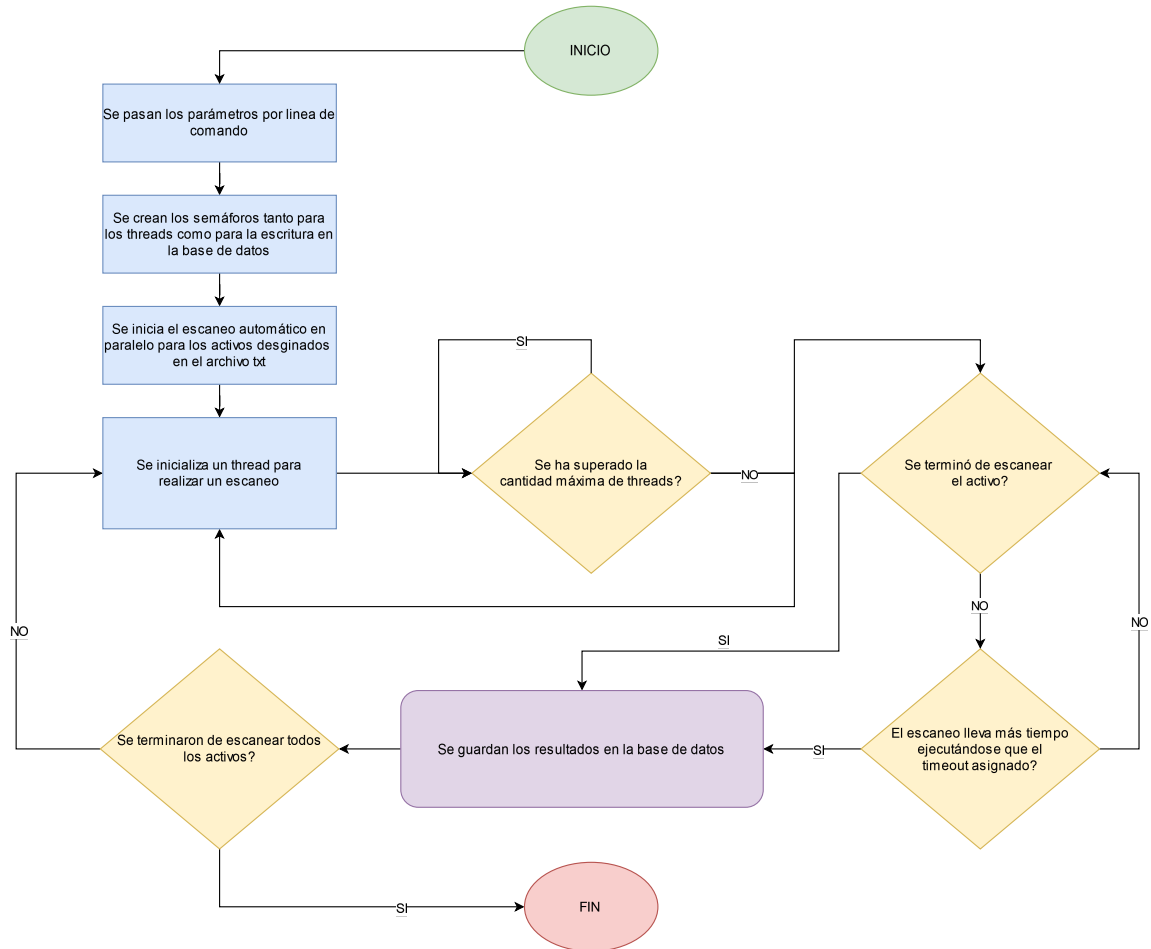 INICIO
Se pasan los parámetros por linea de
comando
Se crean los semáforos tanto para
los threads como para la escritura en
la base de datos
Se inicia el escaneo automático en
paralelo para los activos desginados
en el archivo txt
Se inicializa un thread para
realizar un escaneo
SI
Se ha superado la
cantidad máxima de threads?
NO
Se terminó de escanear
el activo?
NO
SI
NO
El escaneo lleva más tiempo
ejecutándose que el
timeout asignado?
SI
Se guardan los resultados en la base de datos
Se terminaron de escanear todos
los activos?
NO
SI
FIN